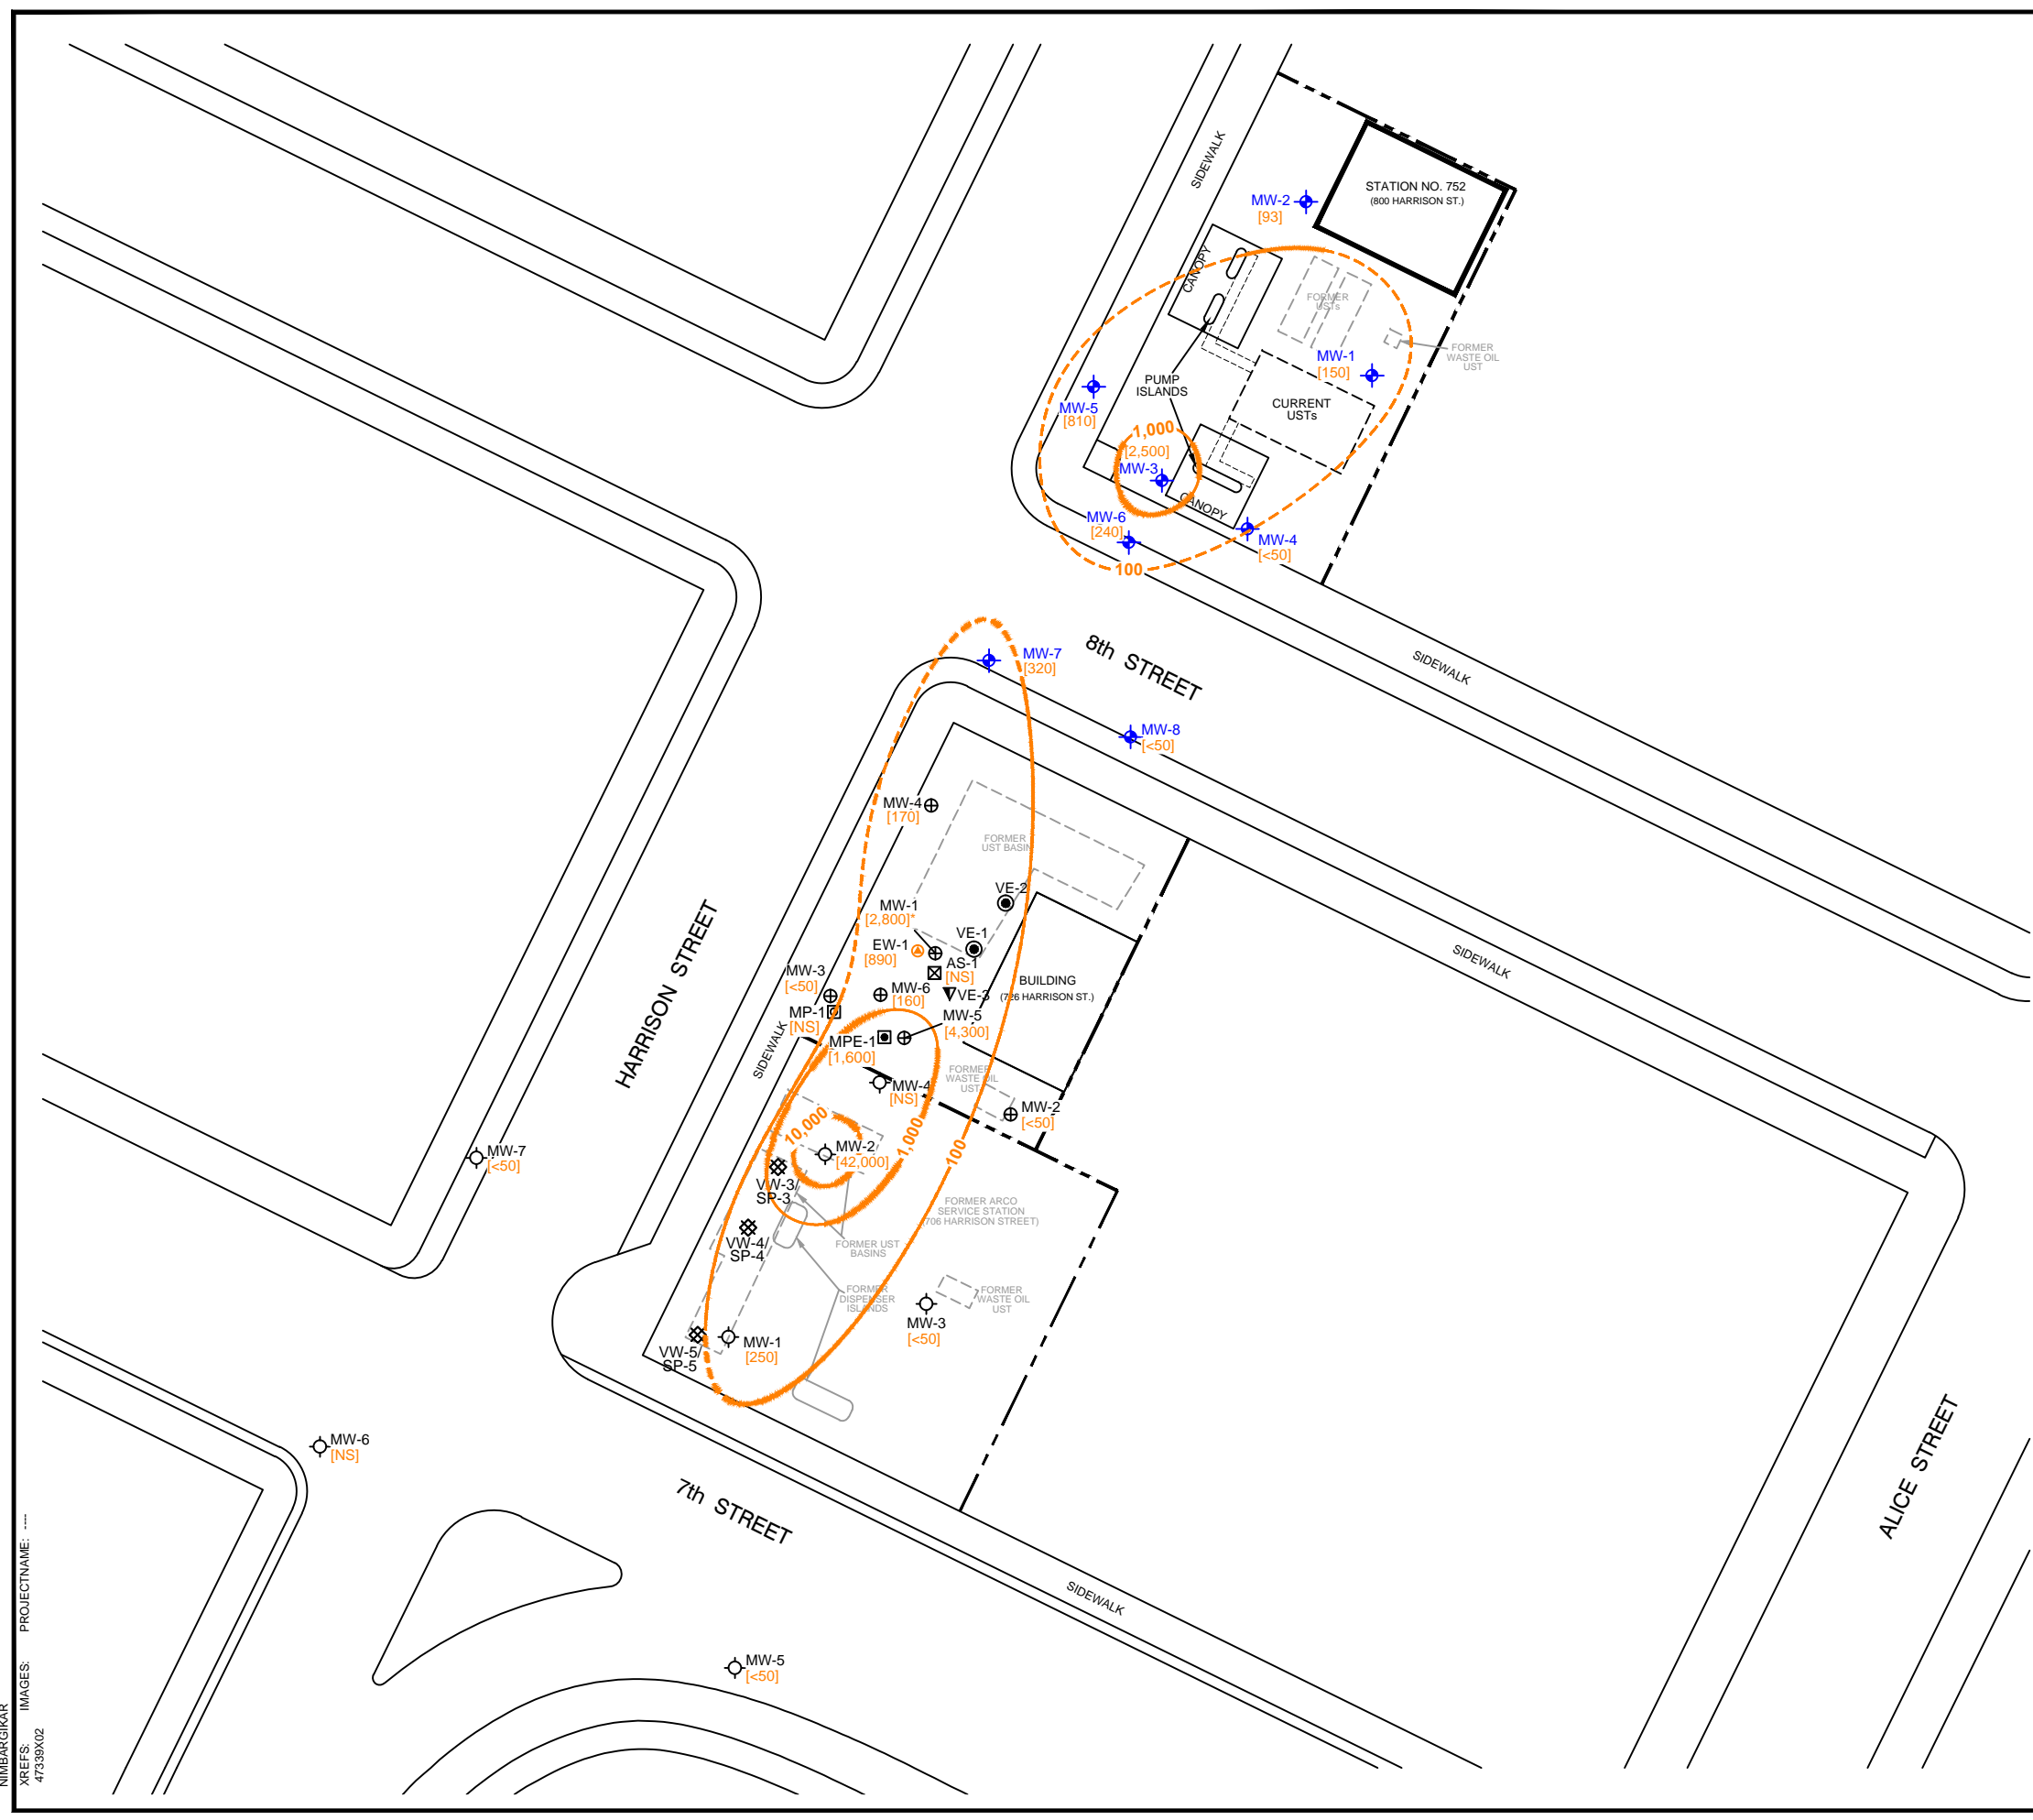 SIDEWALK
STATION NO. 752
(800 HARRISON ST.)
MW-2
[93]
CANOPY
FORMER
USTs
FORMER
WASTE OIL
UST
MW-1
[150]
PUMP
ISLANDS
CURRENT
USTs
MW-5
[810]
1,000
[2,500]
MW-3
CANOPY
MW-6
[240]
MW-4
[<50]
100
8th STREET
SIDEWALK
MW-7
[320]
MW-8
[<50]
MW-4
[170]
FORMER
UST BASIN
VE-2
MW-1
[2,800]*
VE-1
EW-1
[890]
AS-1
[NS]
HARRISON STREET
SIDEWALK
MW-3
[<50]
MW-6
[160]
VE-3
BUILDING
(726 HARRISON ST.)
MP-1
[NS]
MW-5
[4,300]
MPE-1
[1,600]
SIDEWALK
FORMER
WASTE OIL
UST
MW-4
[NS]
MW-2
[<50]
10,000
1,000
100
MW-2
[42,000]
MW-7
[<50]
VW-3/
SP-3
FORMER ARCO
SERVICE STATION
(706 HARRISON STREET)
VW-4/
SP-4
FORMER UST
BASINS
FORMER
DISPENSER
ISLANDS
FORMER
WASTE OIL
UST
MW-3
[<50]
MW-1
[250]
VW-5/
SP-5
MW-6
[NS]
7th STREET
ALICE STREET
SIDEWALK
MW-5
[<50]
NIMBARGIKAR
XREFS: IMAGES: PROJECTNAME: ----
47339X02